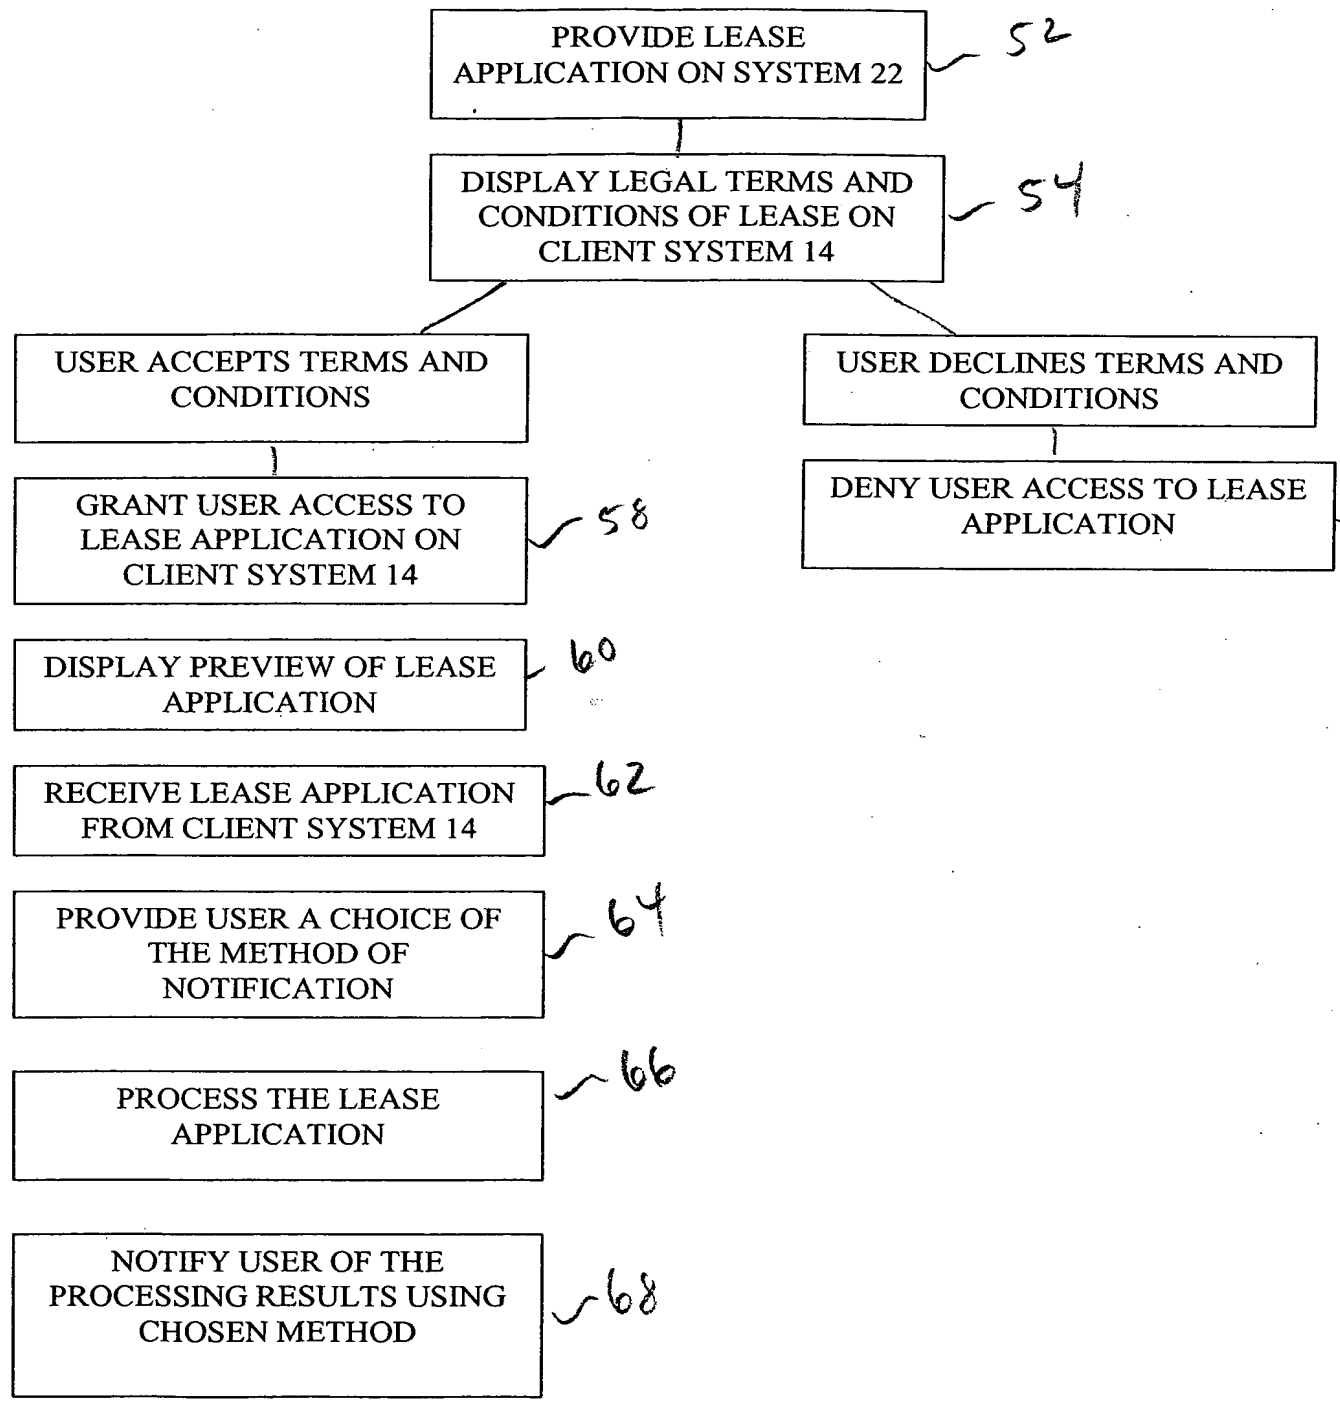 PROVIDE LEASE
APPLICATION ON SYSTEM 22
52
DISPLAY LEGAL TERMS AND
CONDITIONS OF LEASE ON
CLIENT SYSTEM 14
54
USER ACCEPTS TERMS AND
CONDITIONS
USER DECLINES TERMS AND
CONDITIONS
GRANT USER ACCESS TO
LEASE APPLICATION ON
CLIENT SYSTEM 14
58
DENY USER ACCESS TO LEASE
APPLICATION
DISPLAY PREVIEW OF LEASE
APPLICATION
60
RECEIVE LEASE APPLICATION
FROM CLIENT SYSTEM 14
62
PROVIDE USER A CHOICE OF
THE METHOD OF
NOTIFICATION
64
PROCESS THE LEASE
APPLICATION
66
NOTIFY USER OF THE
PROCESSING RESULTS USING
CHOSEN METHOD
68